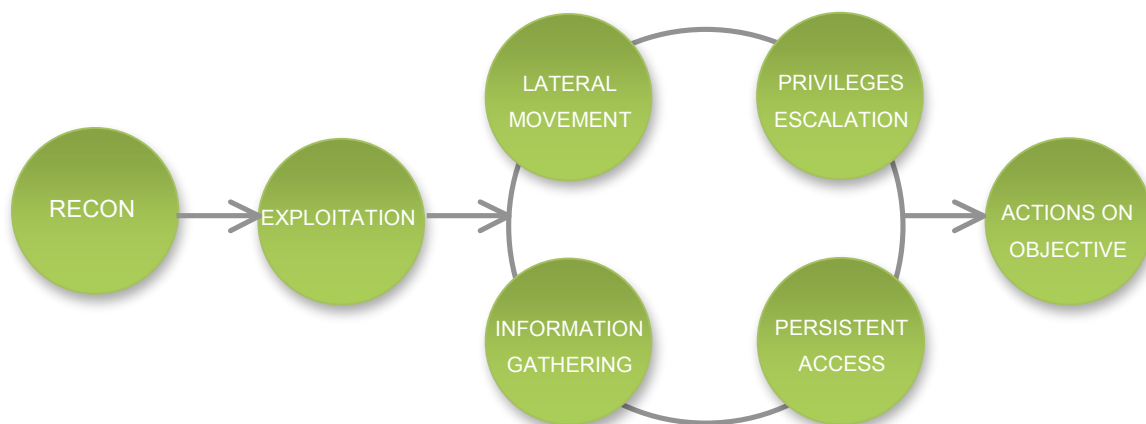 RECON
EXPLOITATION
LATERAL
MOVEMENT
PRIVILEGES
ESCALATION
INFORMATION
GATHERING
PERSISTENT
ACCESS
ACTIONS ON
OBJECTIVE